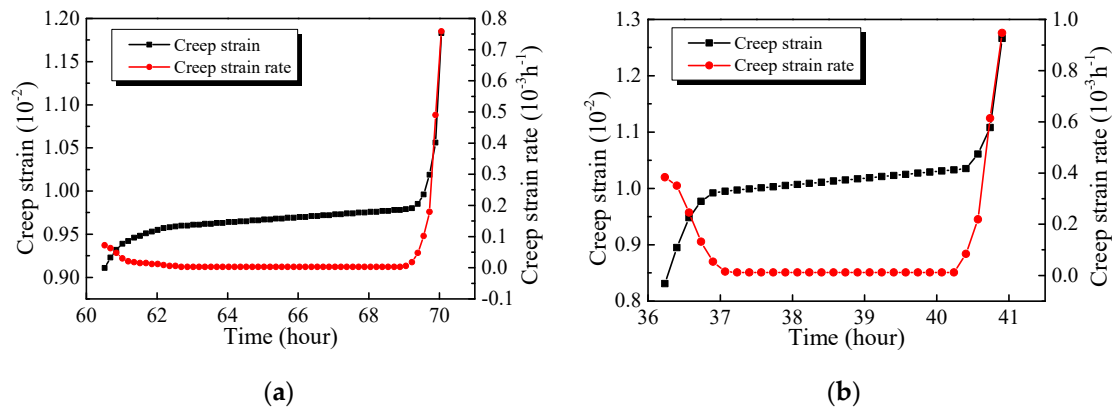 1.20
1.15
1.10
1.05
1.00
0.95
0.90
Creep strain (10-2)
Creep strain
Creep strain rate
0.8
0.7
0.6
0.5
0.4
0.3
0.2
0.1
0.0
-0.1
Creep strain rate (10-3h-1)
60 62 64 66 68 70
Time (hour)
(a)
1.3
1.2
1.1
1.0
0.9
0.8
Creep strain (10-2)
Creep strain
Creep strain rate
1.0
0.8
0.6
0.4
0.2
0.0
Creep strain rate (10-3h-1)
36 37 38 39 40 41
Time (hour)
(b)